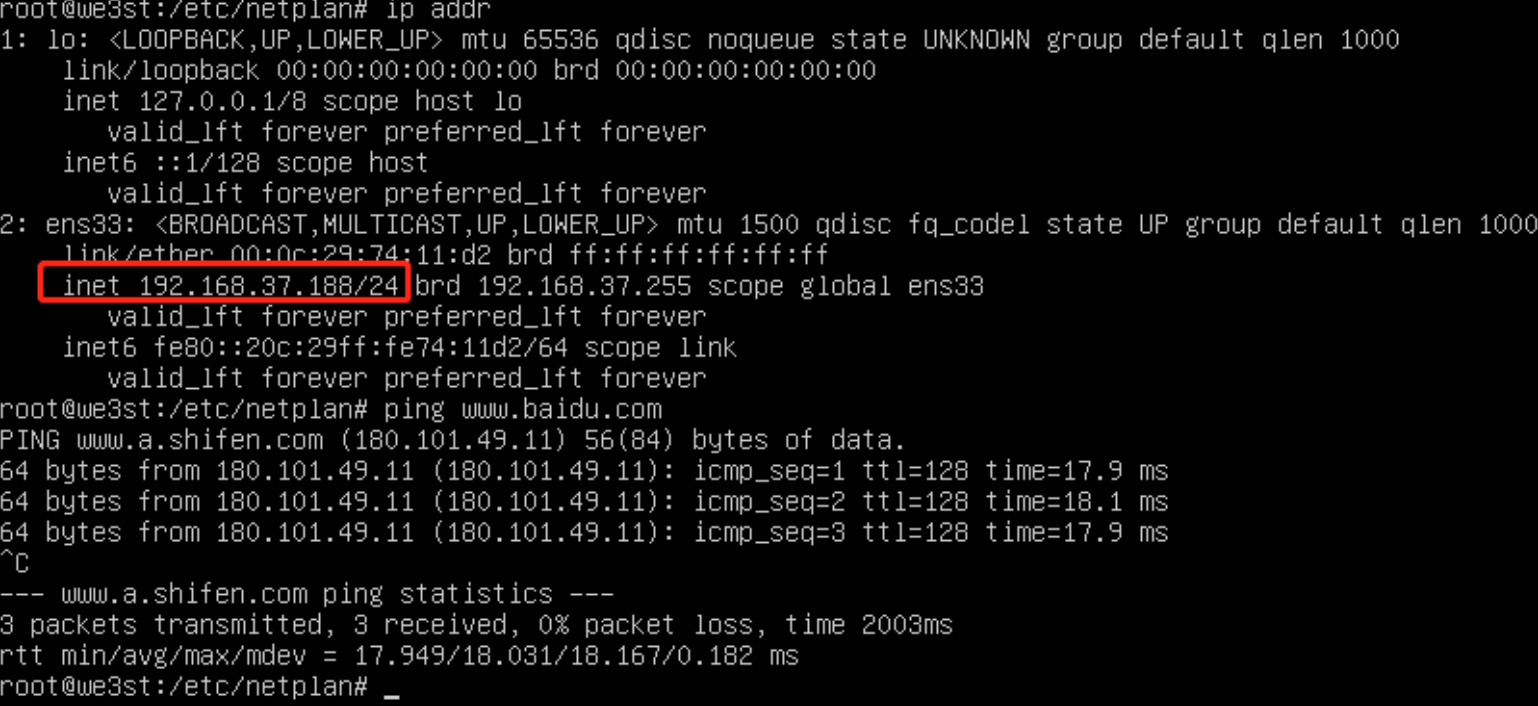 root@we3st:/etc/netplan# ip addr
1: lo: <LOOPBACK,UP,LOWER_UP> mtu 65536 qdisc noqueue state UNKNOWN group default qlen 1000
    link/loopback 00:00:00:00:00:00 brd 00:00:00:00:00:00
    inet 127.0.0.1/8 scope host lo
       valid_lft forever preferred_lft forever
    inet6 ::1/128 scope host
       valid_lft forever preferred_lft forever
2: ens33: <BROADCAST,MULTICAST,UP,LOWER_UP> mtu 1500 qdisc fq_codel state UP group default qlen 1000
    link/ether 00:0c:29:74:11:d2 brd ff:ff:ff:ff:ff:ff
    inet 192.168.37.188/24 brd 192.168.37.255 scope global ens33
       valid_lft forever preferred_lft forever
    inet6 fe80::20c:29ff:fe74:11d2/64 scope link
       valid_lft forever preferred_lft forever
root@we3st:/etc/netplan# ping www.baidu.com
PING www.a.shifen.com (180.101.49.11) 56(84) bytes of data.
64 bytes from 180.101.49.11 (180.101.49.11): icmp_seq=1 ttl=128 time=17.9 ms
64 bytes from 180.101.49.11 (180.101.49.11): icmp_seq=2 ttl=128 time=18.1 ms
64 bytes from 180.101.49.11 (180.101.49.11): icmp_seq=3 ttl=128 time=17.9 ms
^C
--- www.a.shifen.com ping statistics ---
3 packets transmitted, 3 received, 0% packet loss, time 2003ms
rtt min/avg/max/mdev = 17.949/18.031/18.167/0.182 ms
root@we3st:/etc/netplan# _